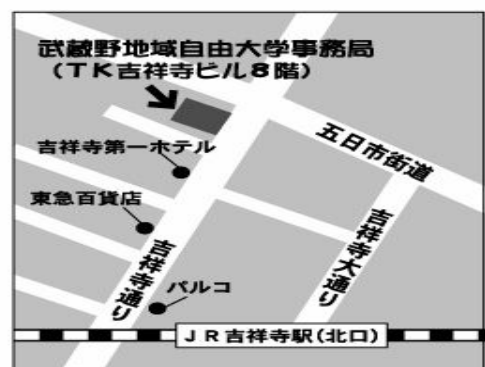 武蔵野地域自由大学事務局
（ＴＫ吉祥寺ビル８階）
五日市街道
吉祥寺第一ホテル
東急百貨店
吉祥寺大通り
吉祥寺通り
パルコ
ＪＲ吉祥寺駅（北口）